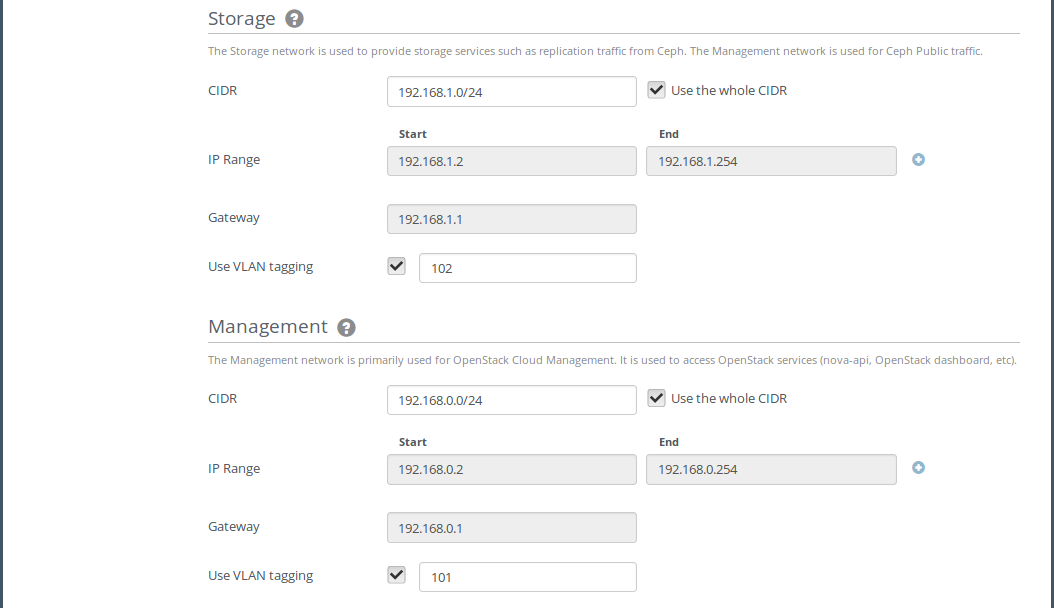 Storage ?
The Storage network is used to provide storage services such as replication traffic from Ceph. The Management network is used for Ceph Public traffic.
CIDR 192.168.1.0/24 Use the whole CIDR
Start End
IP Range 192.168.1.2 192.168.1.254
Gateway 192.168.1.1
Use VLAN tagging 102
Management ?
The Management network is primarily used for OpenStack Cloud Management. It is used to access OpenStack services (nova-api, OpenStack dashboard, etc).
CIDR 192.168.0.0/24 Use the whole CIDR
Start End
IP Range 192.168.0.2 192.168.0.254
Gateway 192.168.0.1
Use VLAN tagging 101